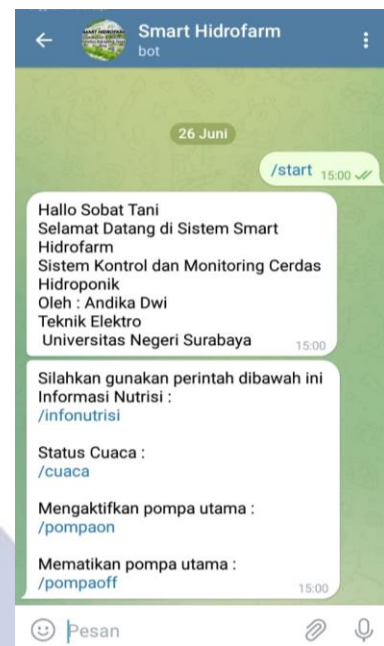 Smart Hidrofarm
bot
26 Juni
/start 15:00
Hallo Sobat Tani
Selamat Datang di Sistem Smart
Hidrofarm
Sistem Kontrol dan Monitoring Cerdas
Hidroponik
Oleh : Andika Dwi
Teknik Elektro
Universitas Negeri Surabaya 15:00
Silahkan gunakan perintah dibawah ini
Informasi Nutrisi :
/infonutrisi
Status Cuaca :
/cuaca
Mengaktifkan pompa utama :
/pompaon
Mematikan pompa utama :
/pompaoff 15:00
Pesan